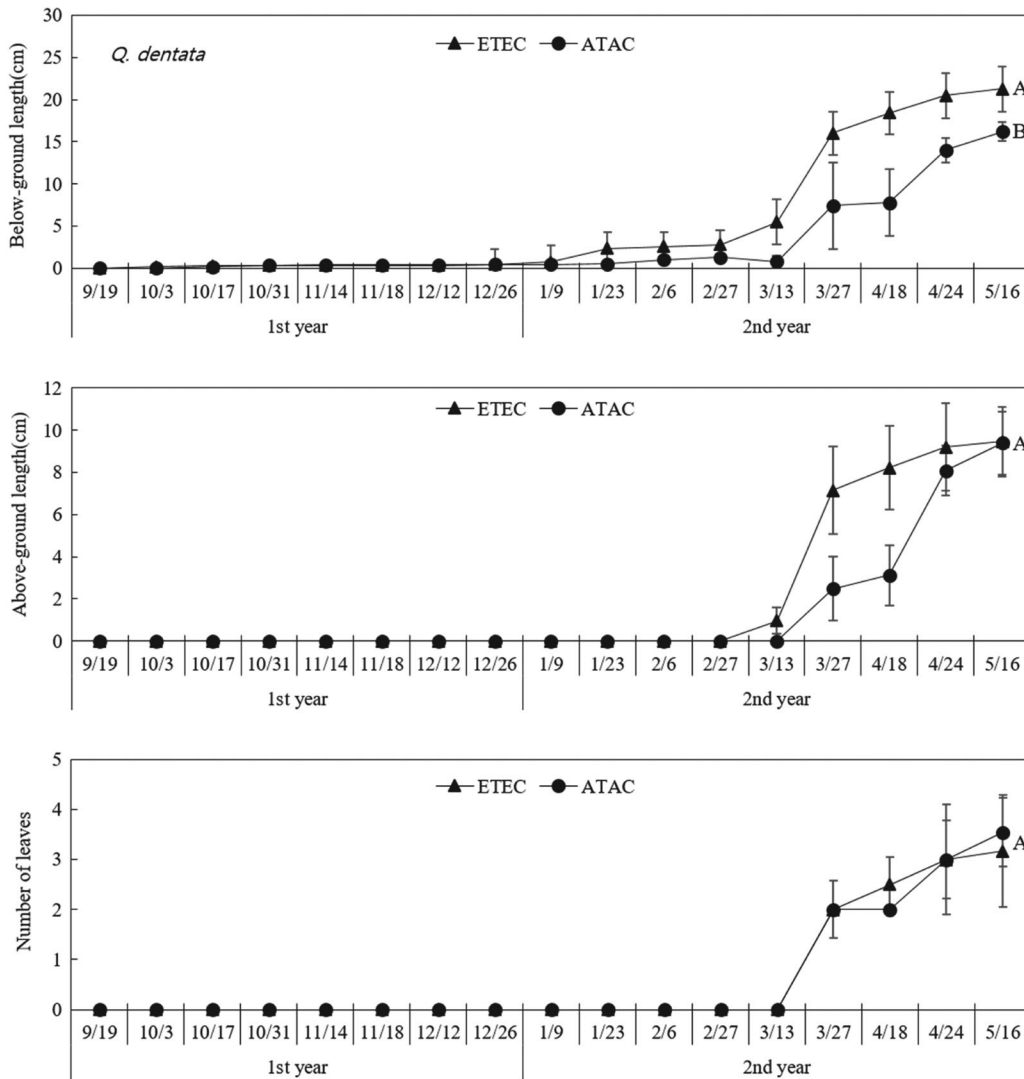 30
25
20
15
10
5
0
Below-ground length(cm)
Q. dentata
ETEC ATAC
A
B
9/19 10/3 10/17 10/31 11/14 11/18 12/12 12/26 1/9 1/23 2/6 2/27 3/13 3/27 4/18 4/24 5/16
1st year 2nd year
12
10
8
6
4
2
0
Above-ground length(cm)
ETEC ATAC
A
9/19 10/3 10/17 10/31 11/14 11/18 12/12 12/26 1/9 1/23 2/6 2/27 3/13 3/27 4/18 4/24 5/16
1st year 2nd year
5
4
3
2
1
0
Number of leaves
ETEC ATAC
A
9/19 10/3 10/17 10/31 11/14 11/18 12/12 12/26 1/9 1/23 2/6 2/27 3/13 3/27 4/18 4/24 5/16
1st year 2nd year